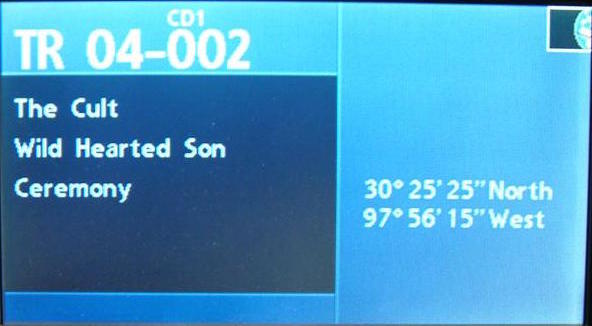 CD1
TR 04-002
The Cult
Wild Hearted Son
Ceremony
30° 25' 25" North
97° 56' 15" West